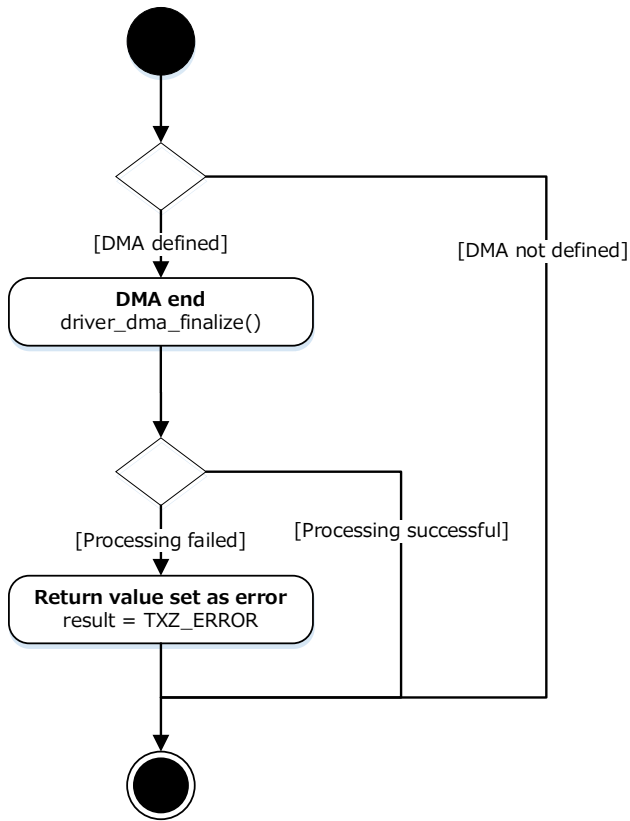 [DMA defined]
[DMA not defined]
DMA end
driver_dma_finalize()
[Processing failed]
[Processing successful]
Return value set as error
result = TXZ_ERROR